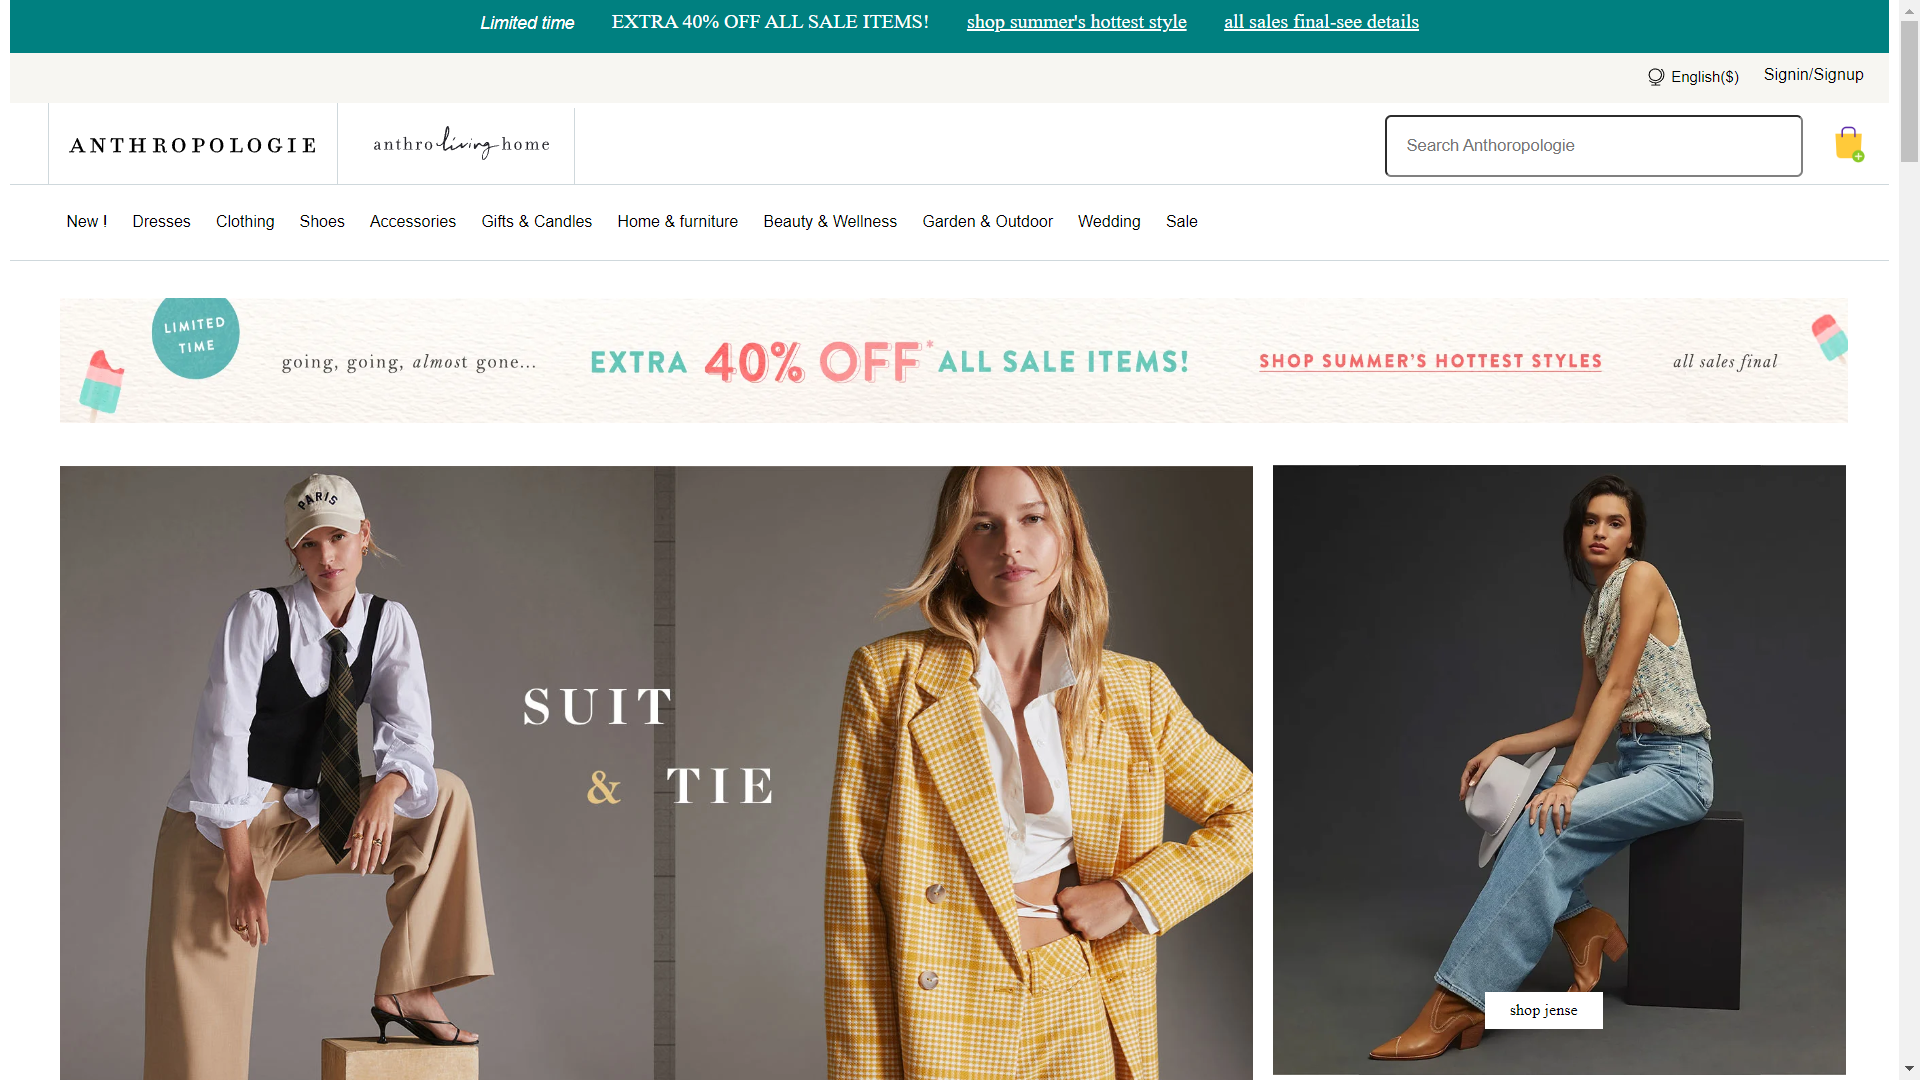 Limited time EXTRA 40% OFF ALL SALE ITEMS! shop summer's hottest style all sales final-see details
English($) Signin/Signup
ANTHROPOLOGIE anthro living home Search Anthoropologie
New ! Dresses Clothing Shoes Accessories Gifts & Candles Home & furniture Beauty & Wellness Garden & Outdoor Wedding Sale
LIMITED
TIME
going, going, almost gone... EXTRA 40% OFF* ALL SALE ITEMS! SHOP SUMMER'S HOTTEST STYLES all sales final
PARIS
SUIT
& TIE
shop jense